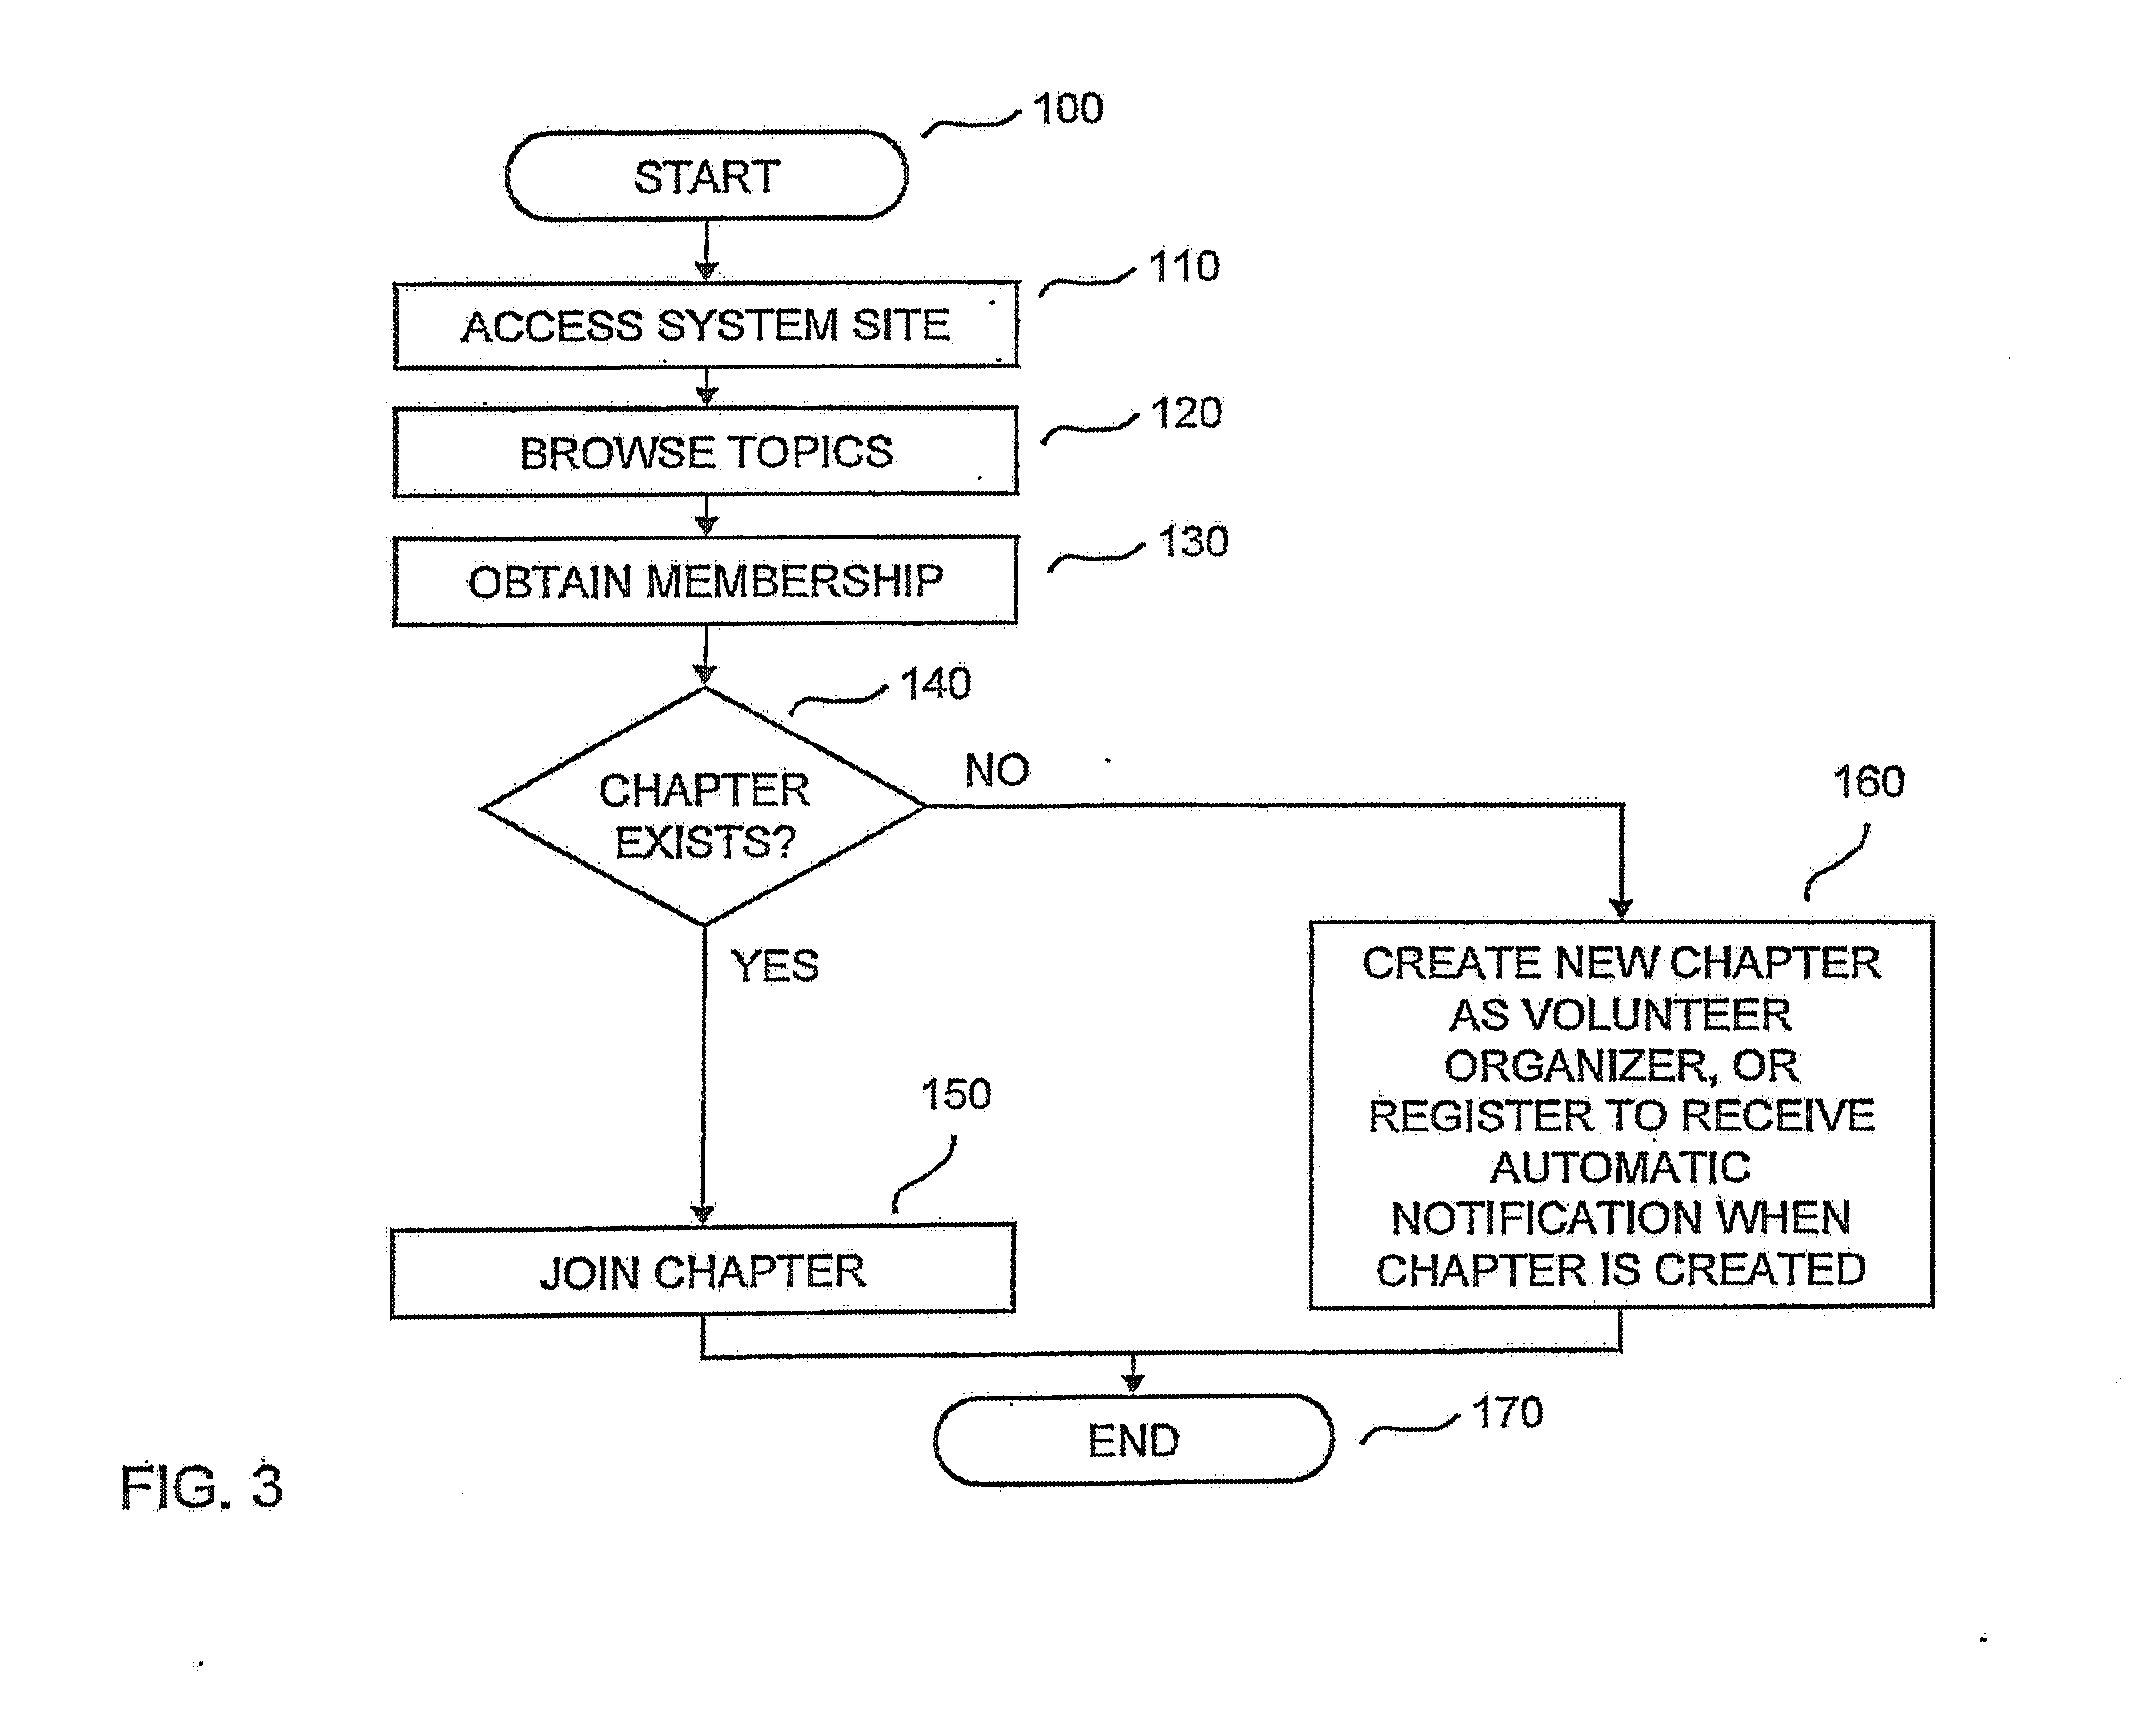 100
START
110
ACCESS SYSTEM SITE
120
BROWSE TOPICS
130
OBTAIN MEMBERSHIP
140
CHAPTER
EXISTS?
NO
YES
160
CREATE NEW CHAPTER
AS VOLUNTEER
ORGANIZER, OR
REGISTER TO RECEIVE
AUTOMATIC
NOTIFICATION WHEN
CHAPTER IS CREATED
150
JOIN CHAPTER
END
170
FIG. 3